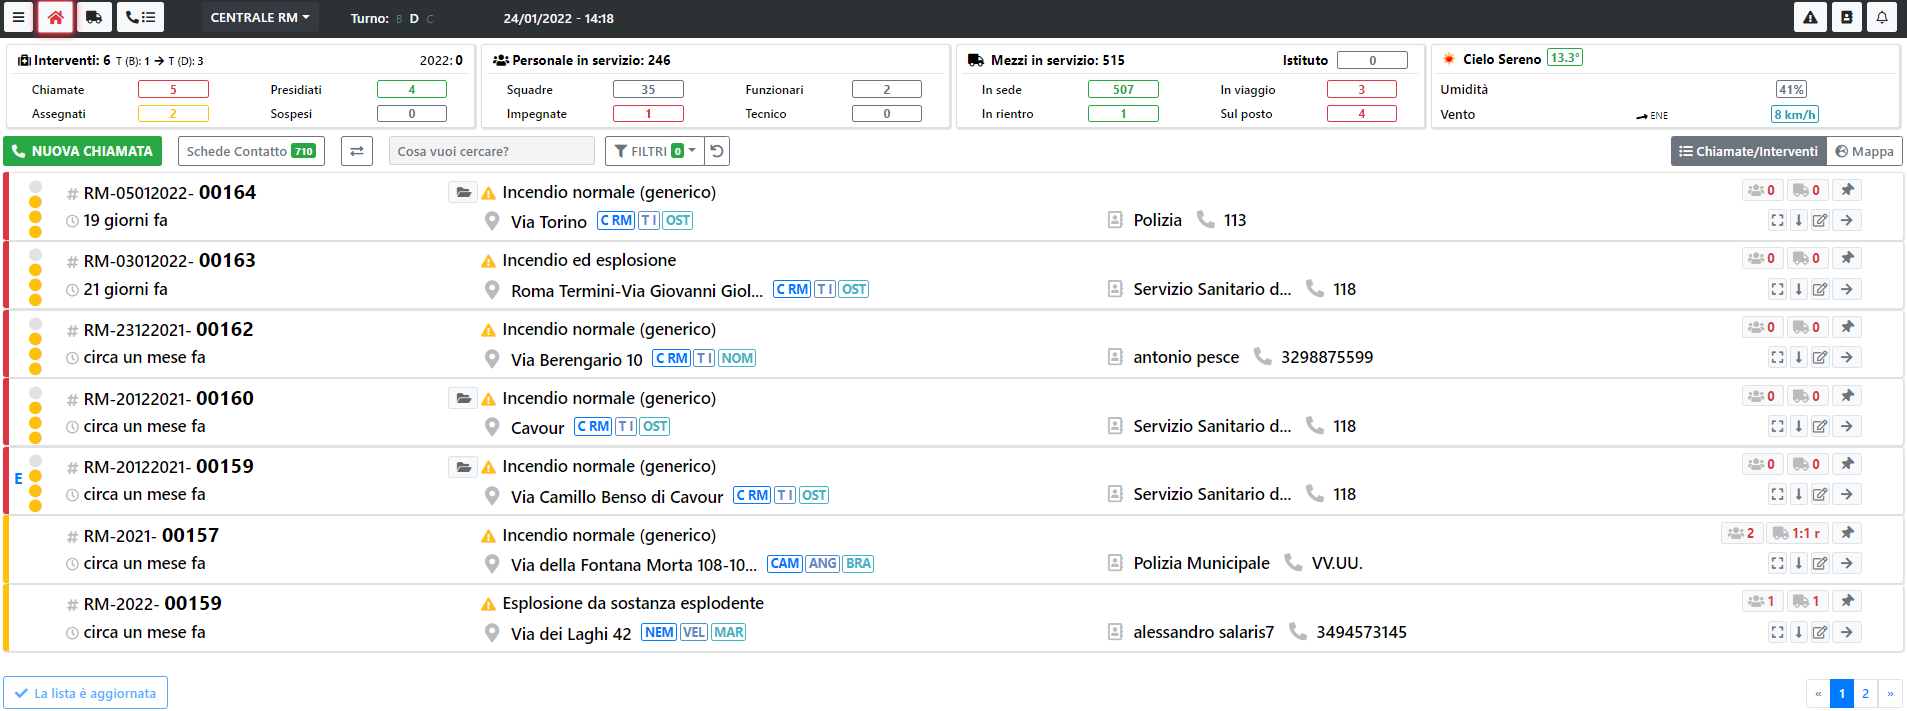 CENTRALE RM Turno: B D C 24/01/2022 - 14:18
Interventi: 6 T (B): 1 → T (D): 3 2022: 0
Chiamate 5 Presidiati 4
Assegnati 2 Sospesi 0
Personale in servizio: 246
Squadre 35 Funzionari 2
Impegnate 1 Tecnico 0
Mezzi in servizio: 515 Istituto 0
In sede 507 In viaggio 3
In rientro 1 Sul posto 4
Cielo Sereno 13.3°
Umidità 41%
Vento ENE 8 km/h
NUOVA CHIAMATA Schede Contatto 710 Cosa vuoi cercare? FILTRI 0 Chiamate/Interventi Mappa
# RM-05012022- 00164 Incendio normale (generico) 0 0
19 giorni fa Via Torino C RM T I OST Polizia 113
# RM-03012022- 00163 Incendio ed esplosione 0 0
21 giorni fa Roma Termini-Via Giovanni Giol... C RM T I OST Servizio Sanitario d... 118
# RM-23122021- 00162 Incendio normale (generico) 0 0
circa un mese fa Via Berengario 10 C RM T I NOM antonio pesce 3298875599
# RM-20122021- 00160 Incendio normale (generico) 0 0
circa un mese fa Cavour C RM T I OST Servizio Sanitario d... 118
E # RM-20122021- 00159 Incendio normale (generico) 0 0
circa un mese fa Via Camillo Benso di Cavour C RM T I OST Servizio Sanitario d... 118
# RM-2021- 00157 Incendio normale (generico) 2 1:1 r
circa un mese fa Via della Fontana Morta 108-10... CAM ANG BRA Polizia Municipale VV.UU.
# RM-2022- 00159 Esplosione da sostanza esplodente 1 1
circa un mese fa Via dei Laghi 42 NEM VEL MAR alessandro salaris7 3494573145
La lista è aggiornata « 1 2 »